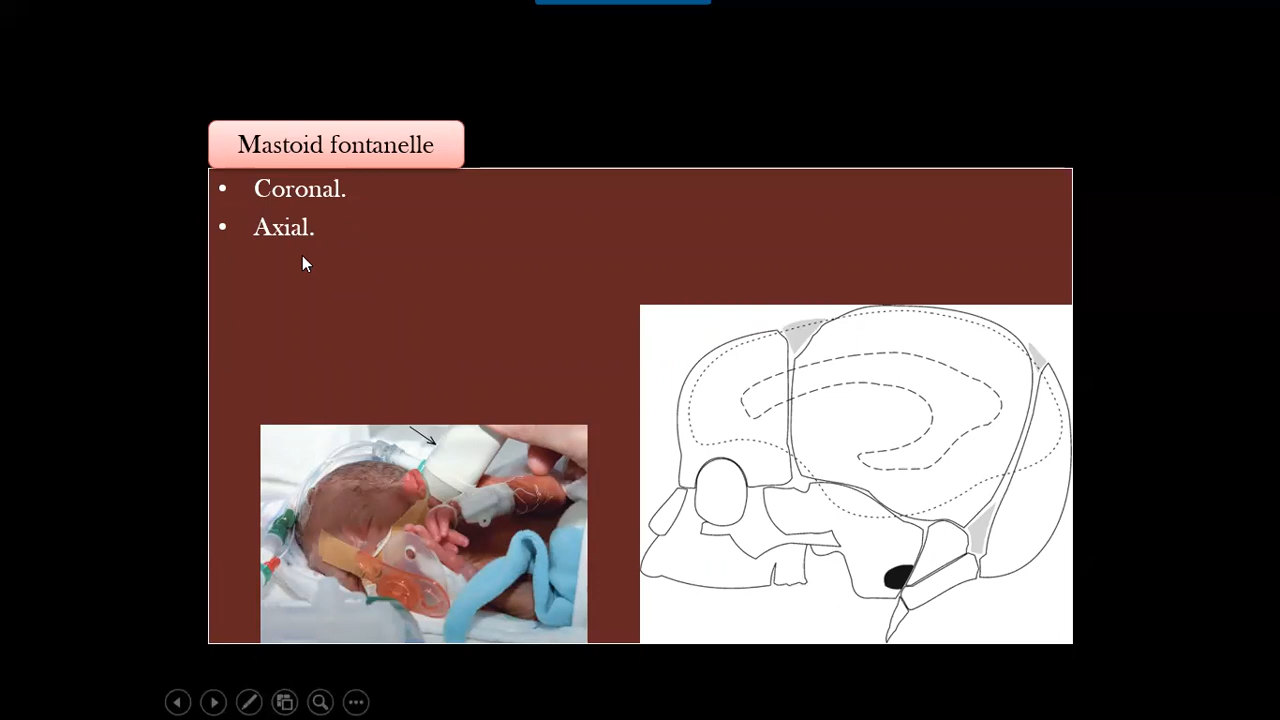 Mastoid fontanelle
• Coronal.
• Axial.